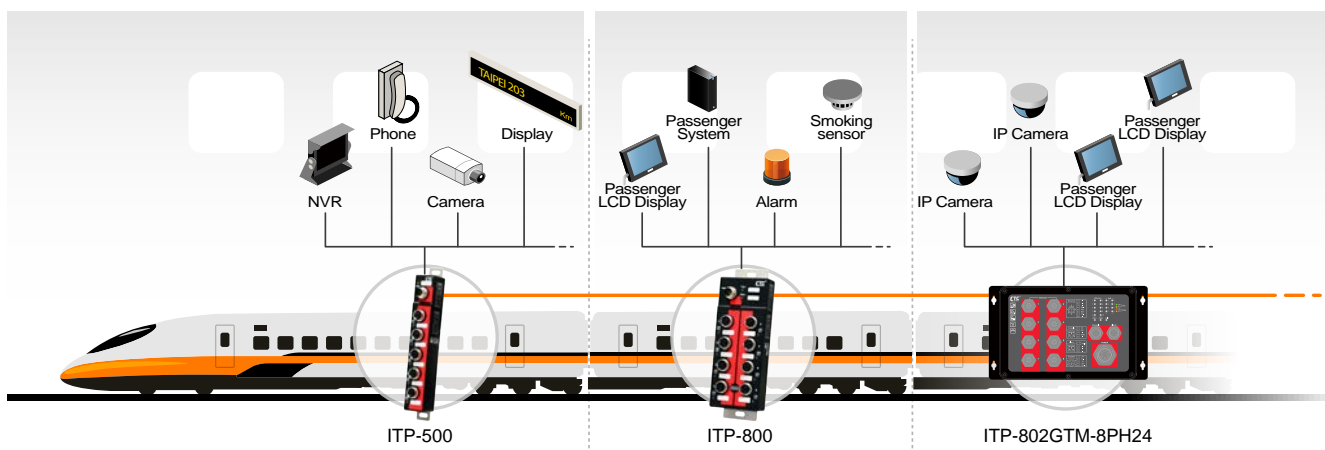 TAIPEI 203
Km
Phone
Display
NVR
Camera
Passenger
System
Smoking
sensor
Passenger
LCD Display
Alarm
IP Camera
Passenger
LCD Display
IP Camera
Passenger
LCD Display
CTC
ITP-500
ITP-800
ITP-802GTM-8PH24